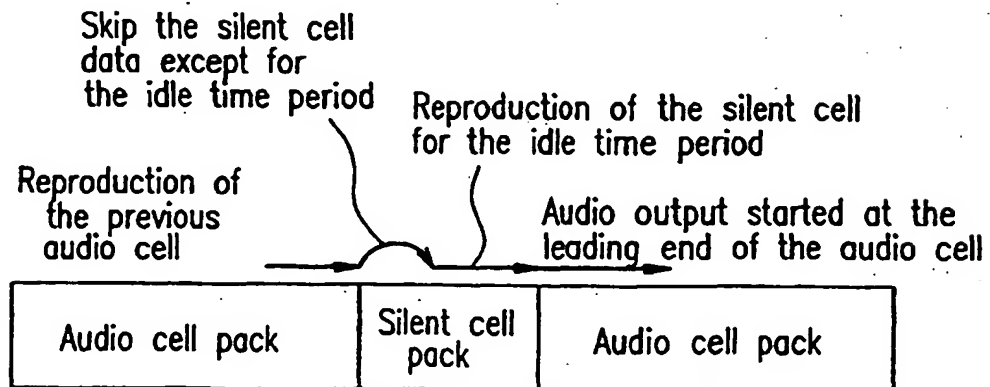 Skip the silent cell
data except for
the idle time period
Reproduction of the silent cell
for the idle time period
Reproduction of
the previous
audio cell
Audio output started at the
leading end of the audio cell
Audio cell pack
Silent cell
pack
Audio cell pack